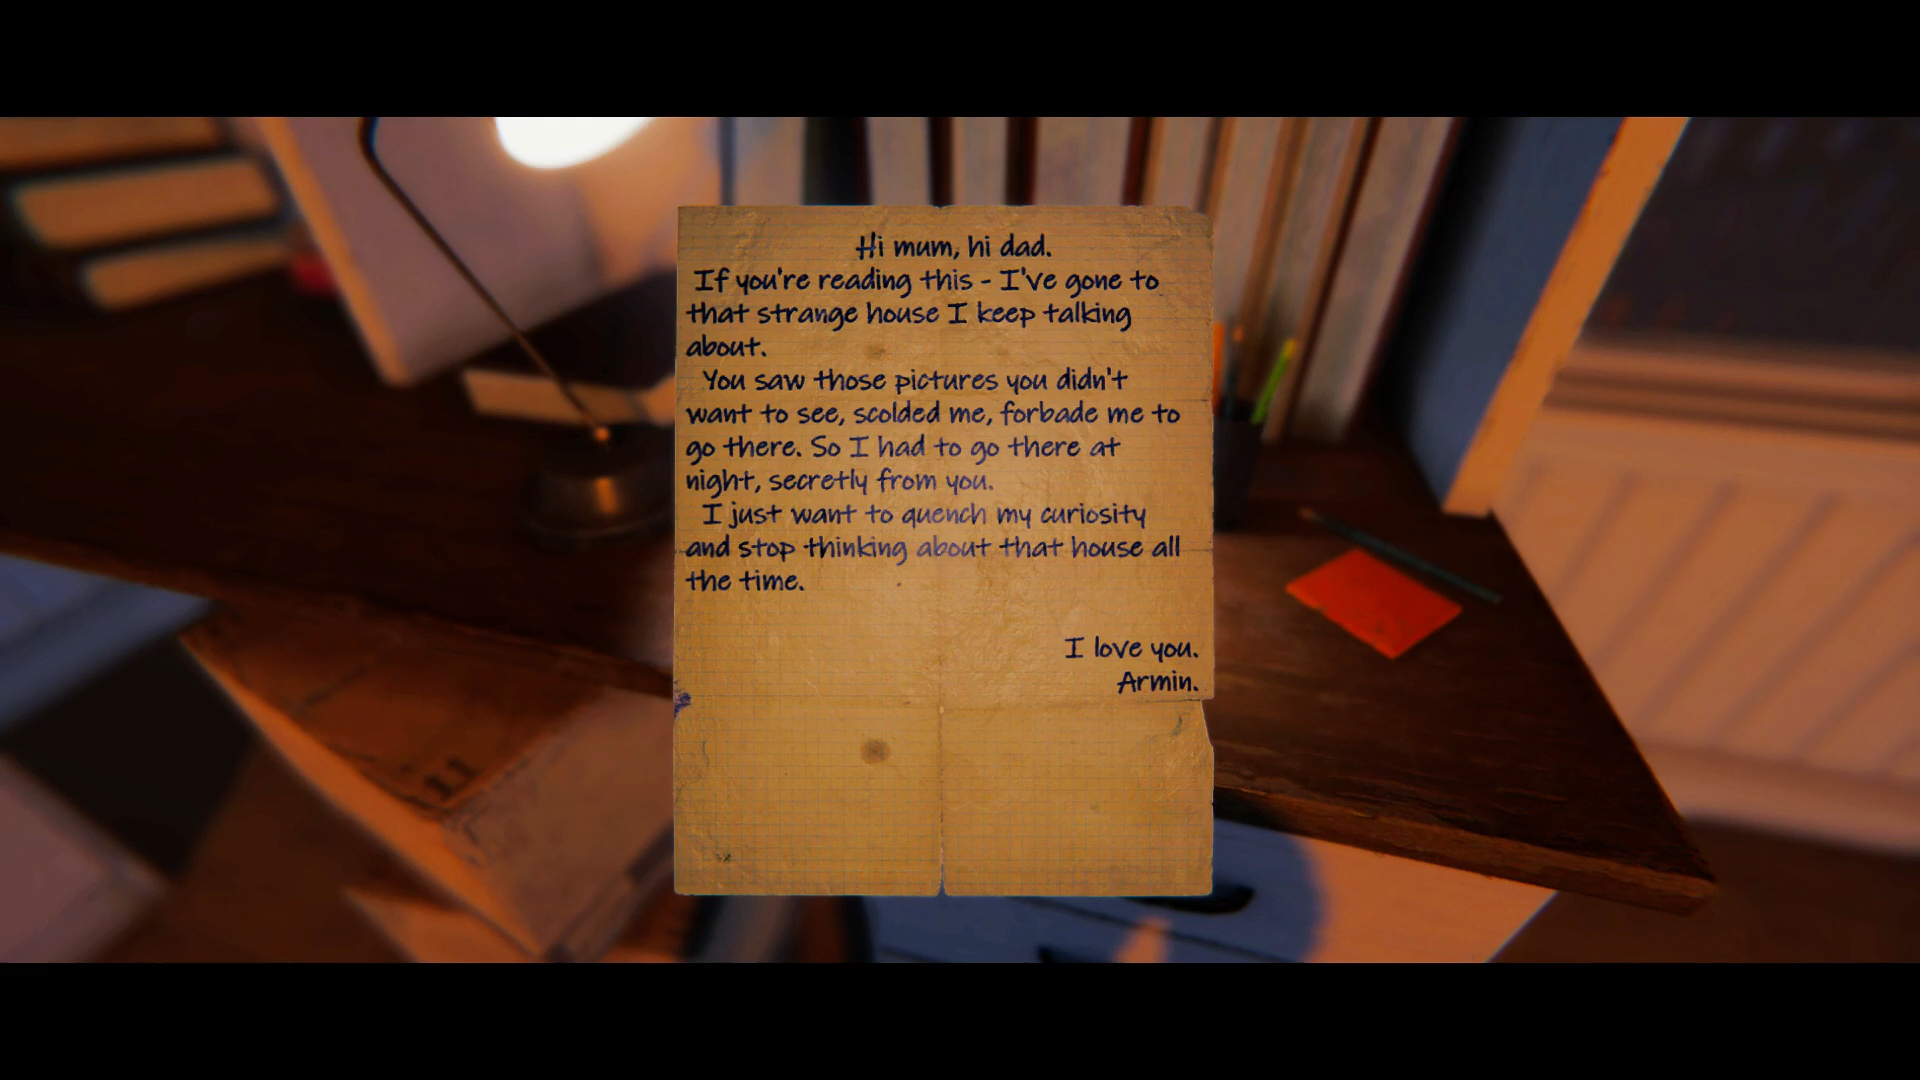 Hi mum, hi dad.
If you're reading this - I've gone to
that strange house I keep talking
about.
You saw those pictures you didn't
want to see, scolded me, forbade me to
go there. So I had to go there at
night, secretly from you.
I just want to quench my curiosity
and stop thinking about that house all
the time.
I love you.
Armin.
11